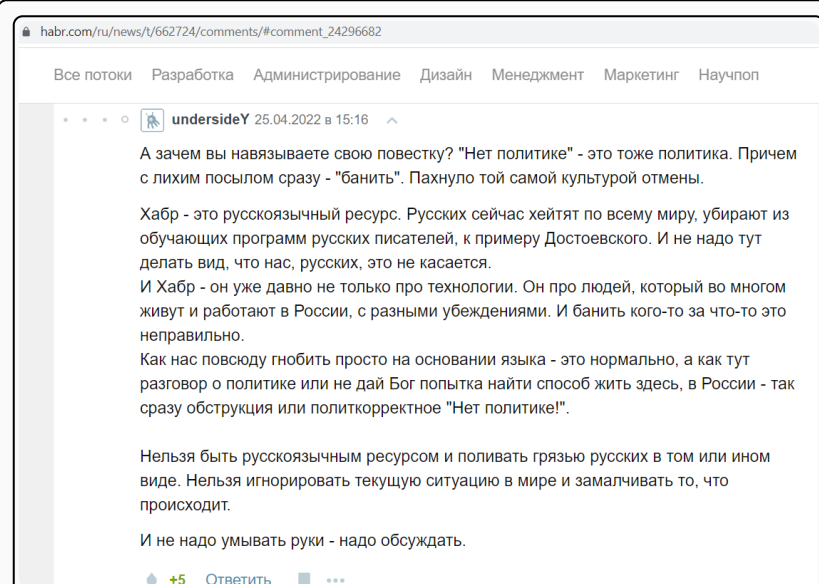 habr.com/ru/news/t/662724/comments/#comment_24296682
Все потоки Разработка Администрирование Дизайн Менеджмент Маркетинг Научпоп
undersideY 25.04.2022 в 15:16
А зачем вы навязываете свою повестку? "Нет политике" - это тоже политика. Причем
с лихим посылом сразу - "банить". Пахнуло той самой культурой отмены.
Хабр - это русскоязычный ресурс. Русских сейчас хейтят по всему миру, убирают из
обучающих программ русских писателей, к примеру Достоевского. И не надо тут
делать вид, что нас, русских, это не касается.
И Хабр - он уже давно не только про технологии. Он про людей, который во многом
живут и работают в России, с разными убеждениями. И банить кого-то за что-то это
неправильно.
Как нас повсюду гнобить просто на основании языка - это нормально, а как тут
разговор о политике или не дай Бог попытка найти способ жить здесь, в России - так
сразу обструкция или политкорректное "Нет политике!".
Нельзя быть русскоязычным ресурсом и поливать грязью русских в том или ином
виде. Нельзя игнорировать текущую ситуацию в мире и замалчивать то, что
происходит.
И не надо умывать руки - надо обсуждать.
+5 Ответить